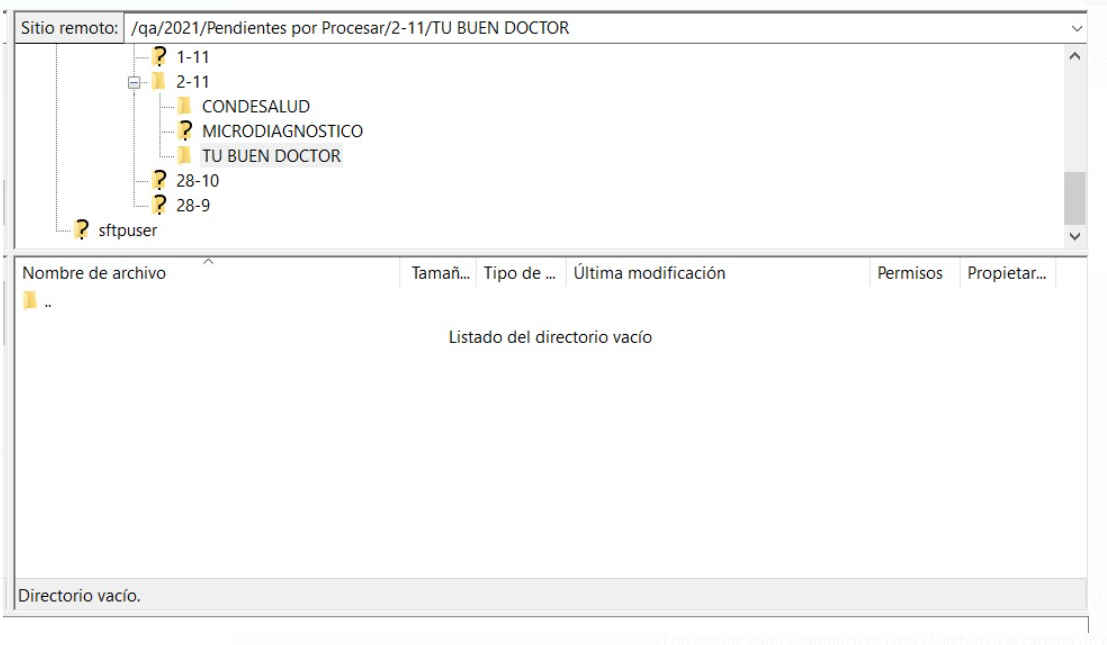 Sitio remoto: /qa/2021/Pendientes por Procesar/2-11/TU BUEN DOCTOR
1-11
2-11
CONDESALUD
MICRODIAGNOSTICO
TU BUEN DOCTOR
28-10
28-9
sftpuser
Nombre de archivo Tamañ... Tipo de ... Última modificación Permisos Propietar...
..
Listado del directorio vacío
Directorio vacío.